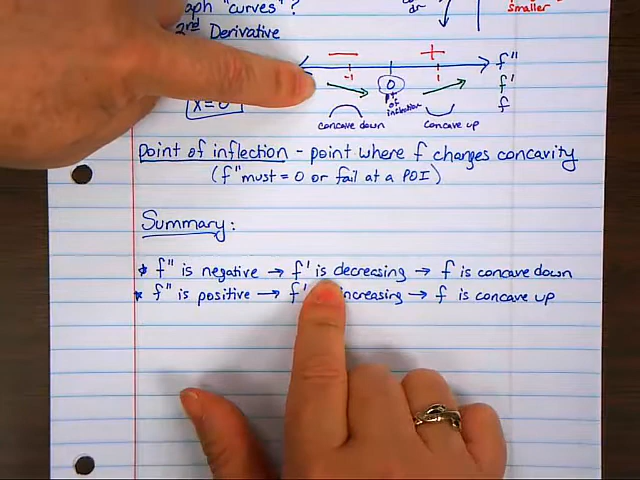 aph "curves"?
smaller
2nd Derivative
— + f"
-1 0 1 f'
pt. of inflection f
x=0
concave down concave up
point of inflection - point where f changes concavity
(f" must = 0 or fail at a POI)
Summary:
* f" is negative → f' is decreasing → f is concave down
* f" is positive → f' increasing → f is concave up